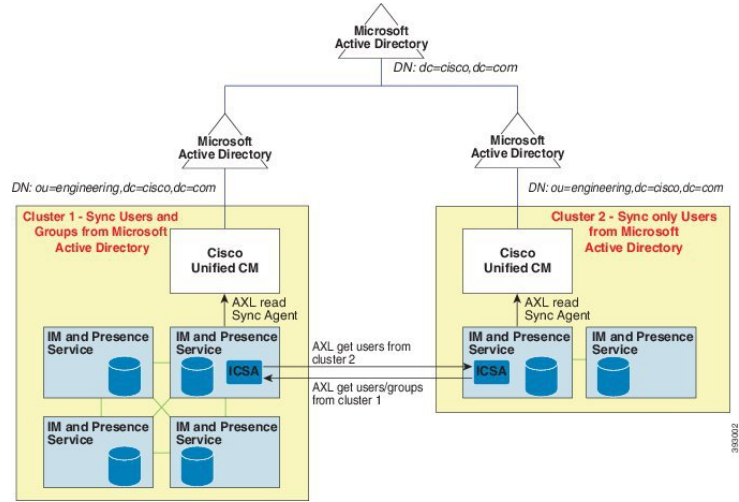 Microsoft
Active Directory
DN: dc=cisco,dc=com
Microsoft
Active Directory
Microsoft
Active Directory
DN: ou=engineering,dc=cisco,dc=com
DN: ou=engineering,dc=cisco,dc=com
Cluster 1 - Sync Users and
Groups from Microsoft
Active Directory
Cisco
Unified CM
AXL read
Sync Agent
IM and Presence
Service
IM and Presence
Service
ICSA
IM and Presence
Service
IM and Presence
Service
AXL get users from
cluster 2
AXL get users/groups
from cluster 1
Cluster 2 - Sync only Users
from Microsoft
Active Directory
Cisco
Unified CM
AXL read
Sync Agent
IM and Presence
Service
ICSA
IM and Presence
Service
393002